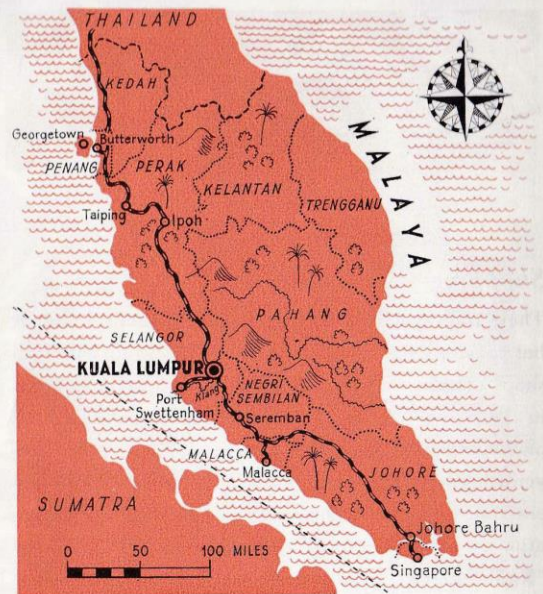 THAILAND
KEDAH
MALAYA
Georgetown
Butterworth
PENANG
PERAK
KELANTAN
TRENGGANU
Taiping
Ipoh
PAHANG
SELANGOR
KUALA LUMPUR
Klang
Port
Swettenham
NEGRI
SEMBILAN
Seremban
MALACCA
Malacca
JOHORE
SUMATRA
Johore Bahru
Singapore
0 50 100 MILES